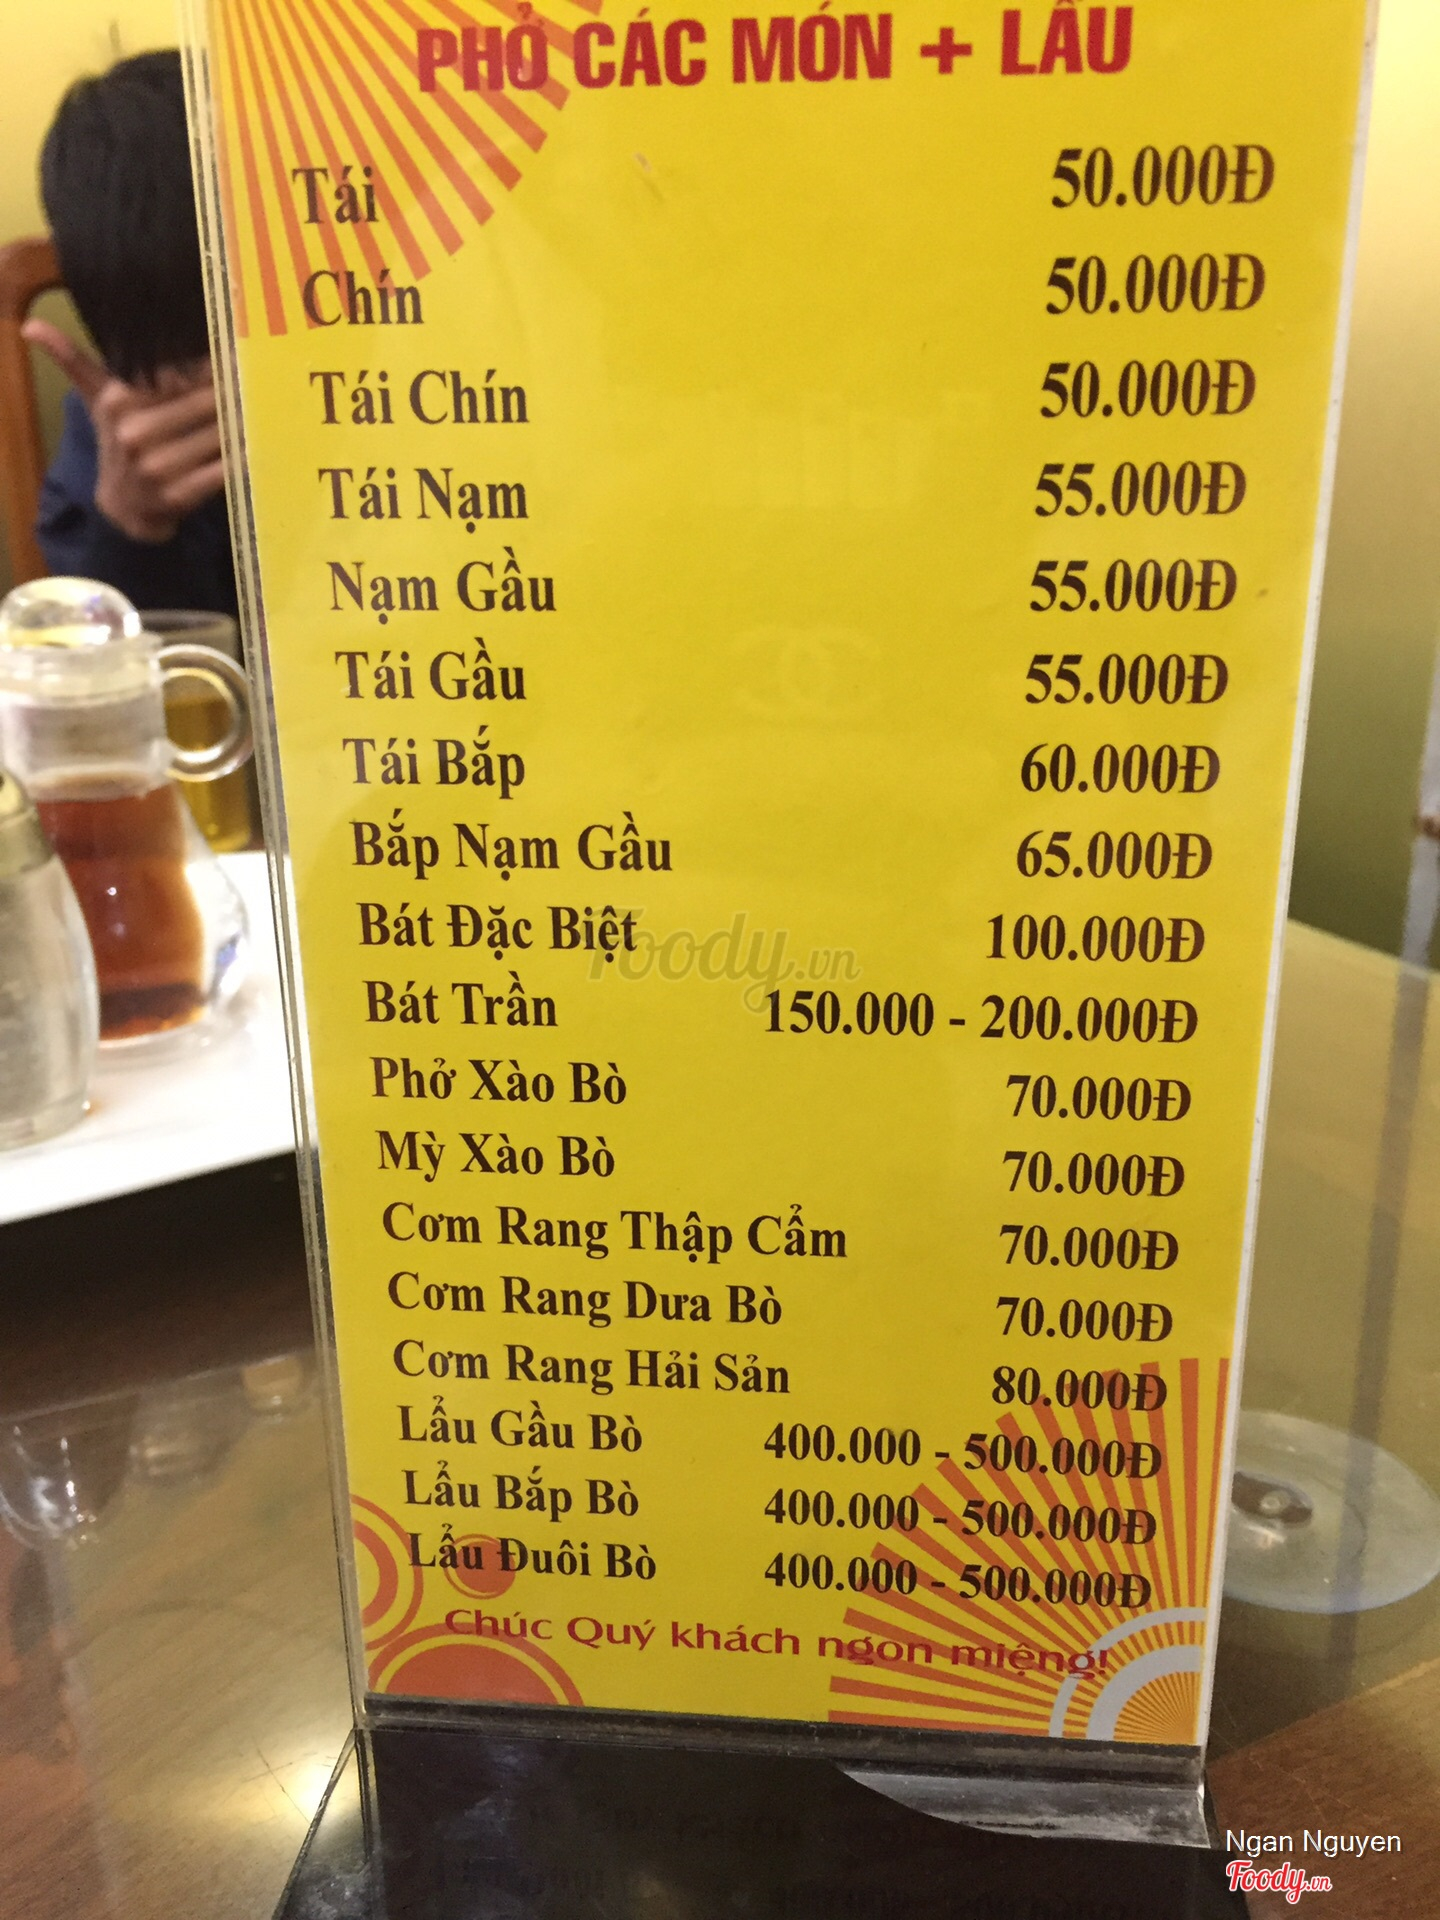 PHỞ CÁC MÓN + LẨU
Tái 50.000Đ
Chín 50.000Đ
Tái Chín 50.000Đ
Tái Nạm 55.000Đ
Nạm Gầu 55.000Đ
Tái Gầu 55.000Đ
Tái Bắp 60.000Đ
Bắp Nạm Gầu 65.000Đ
Bát Đặc Biệt 100.000Đ
Bát Trần 150.000 - 200.000Đ
Phở Xào Bò 70.000Đ
Mỳ Xào Bò 70.000Đ
Cơm Rang Thập Cẩm 70.000Đ
Cơm Rang Dưa Bò 70.000Đ
Cơm Rang Hải Sản 80.000Đ
Lẩu Gầu Bò 400.000 - 500.000Đ
Lẩu Bắp Bò 400.000 - 500.000Đ
Lẩu Đuôi Bò 400.000 - 500.000Đ
Chúc Quý khách ngon miệng!
Foody.vn
Ngan Nguyen
Foody.vn